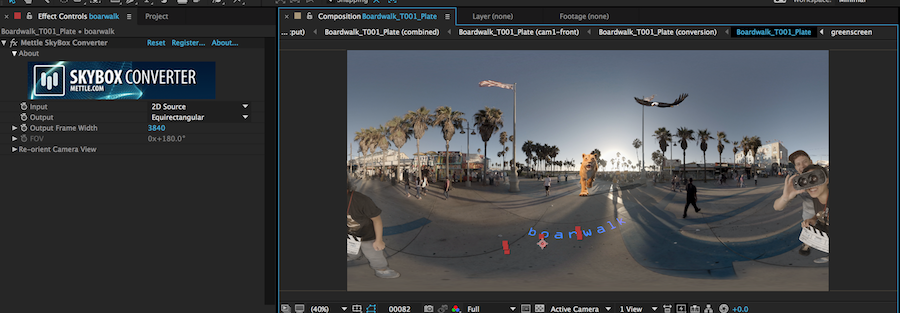 Snapping
Workspace: Minimal
× Effect Controls boarwalk ≡ Project
Boardwalk_T001_Plate • boarwalk
fx Mettle SkyBox Converter Reset Register... About...
About
SKYBOX CONVERTER
METTLE.COM
Input 2D Source
Output Equirectangular
Output Frame Width 3840
FOV 0x+180.0°
Re-orient Camera View
× Composition Boardwalk_T001_Plate ≡ Layer (none) Footage (none)
... :put) Boardwalk_T001_Plate (combined) Boardwalk_T001_Plate (cam1-front) Boardwalk_T001_Plate (conversion) Boardwalk_T001_Plate greenscreen
boarwalk
(40%) 00082 Full Active Camera 1 View +0.0